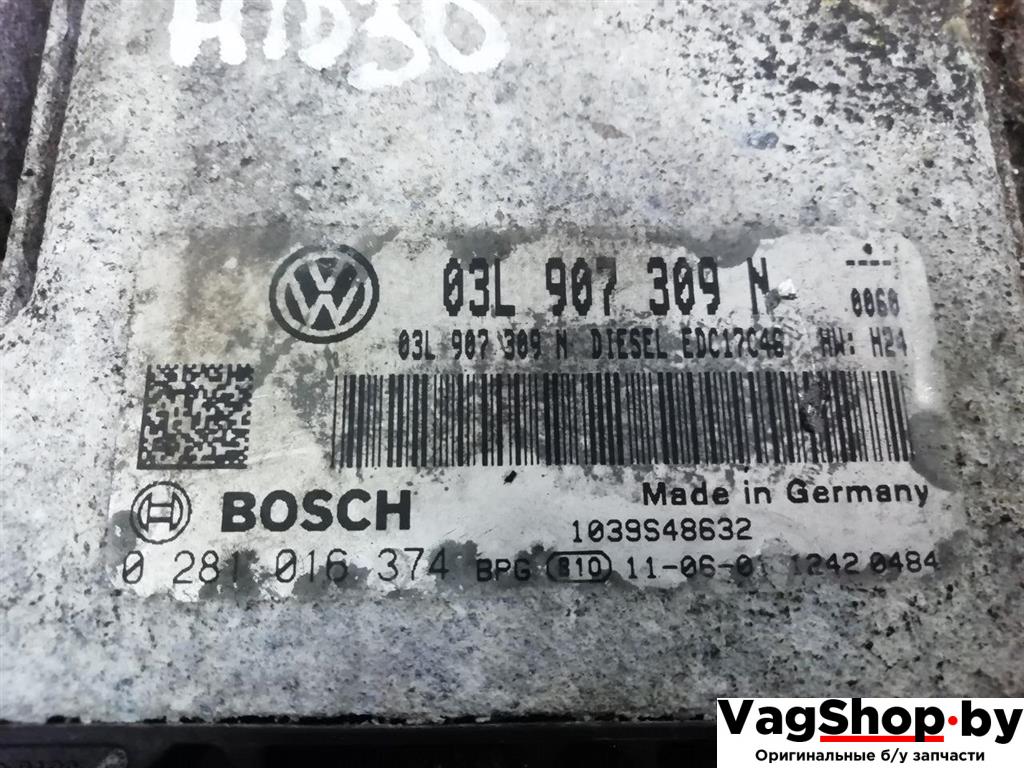 03L 907 309 N
0060
03L 907 309 N DIESEL EDC17C46 HW: H24
BOSCH
Made in Germany
1039S48632
0 281 016 374 BPG 810 11-06-0 1242 0484
VagShop.by
Оригинальные б/у запчасти